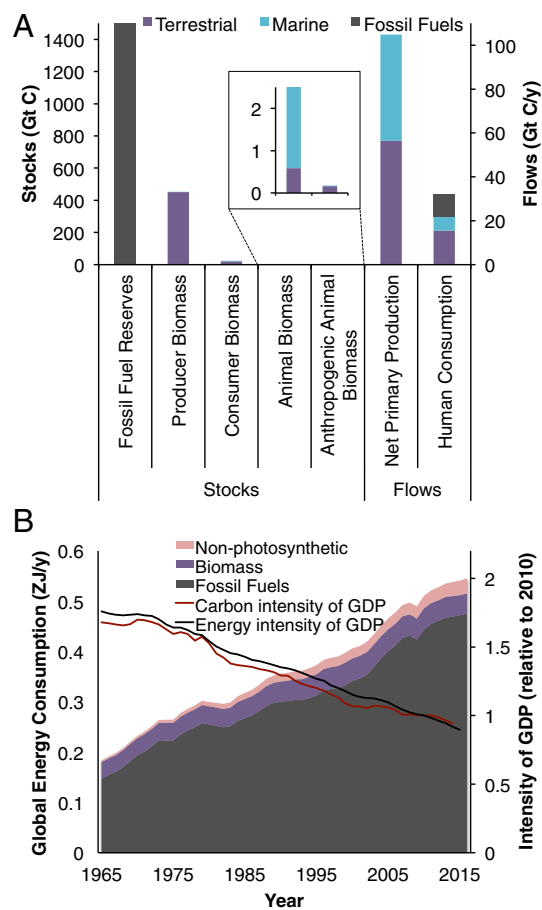 A
Terrestrial Marine Fossil Fuels
Stocks (Gt C)
1400
1200
1000
800
600
400
200
0
2
1
0
100
80
60
40
20
0
Flows (Gt C/y)
Fossil Fuel Reserves
Producer Biomass
Consumer Biomass
Animal Biomass
Anthropogenic Animal
Biomass
Net Primary Production
Human Consumption
Stocks Flows
B
Global Energy Consumption (ZJ/y)
0.6
0.5
0.4
0.3
0.2
0.1
0
Non-photosynthetic
Biomass
Fossil Fuels
Carbon intensity of GDP
Energy intensity of GDP
2
1.5
1
0.5
0
Intensity of GDP (relative to 2010)
1965 1975 1985 1995 2005 2015
Year